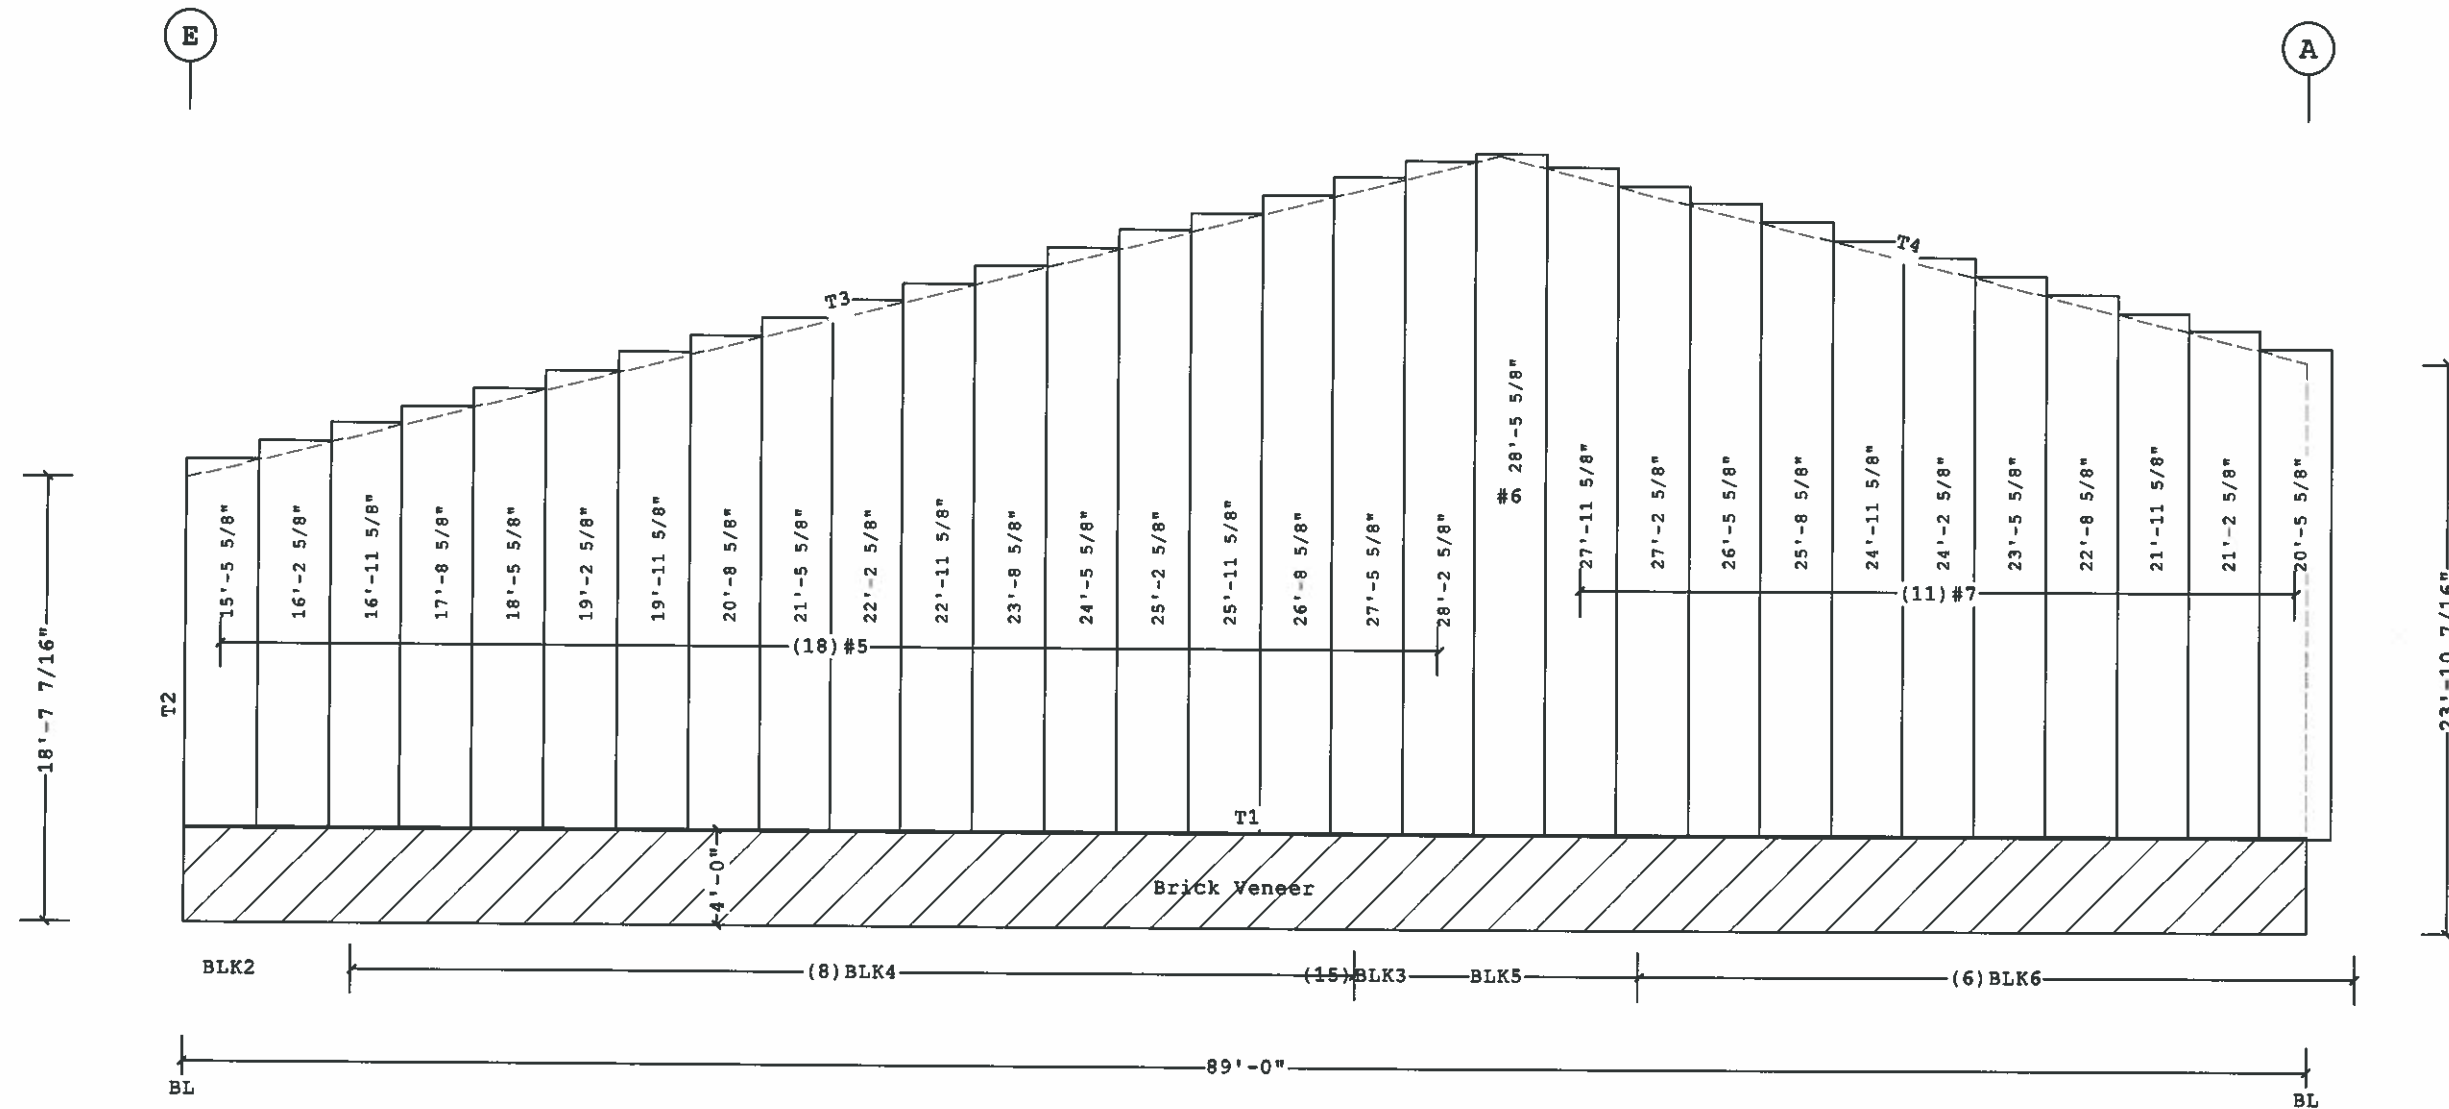 E
A
T3
T4
28'-5 5/8"
#6
15'-5 5/8"
16'-2 5/8"
16'-11 5/8"
17'-8 5/8"
18'-5 5/8"
19'-2 5/8"
19'-11 5/8"
20'-8 5/8"
21'-5 5/8"
22'-2 5/8"
22'-11 5/8"
23'-8 5/8"
24'-5 5/8"
25'-2 5/8"
25'-11 5/8"
26'-8 5/8"
27'-5 5/8"
28'-2 5/8"
27'-11 5/8"
27'-2 5/8"
26'-5 5/8"
25'-8 5/8"
24'-11 5/8"
24'-2 5/8"
23'-5 5/8"
22'-8 5/8"
21'-11 5/8"
21'-2 5/8"
20'-5 5/8"
(11)#7
(18)#5
18'-7 7/16"
T2
23'-10 7/16"
T1
4'-0"
Brick Veneer
BLK2
(8)BLK4
(15)BLK3
BLK5
(6)BLK6
89'-0"
BL
BL